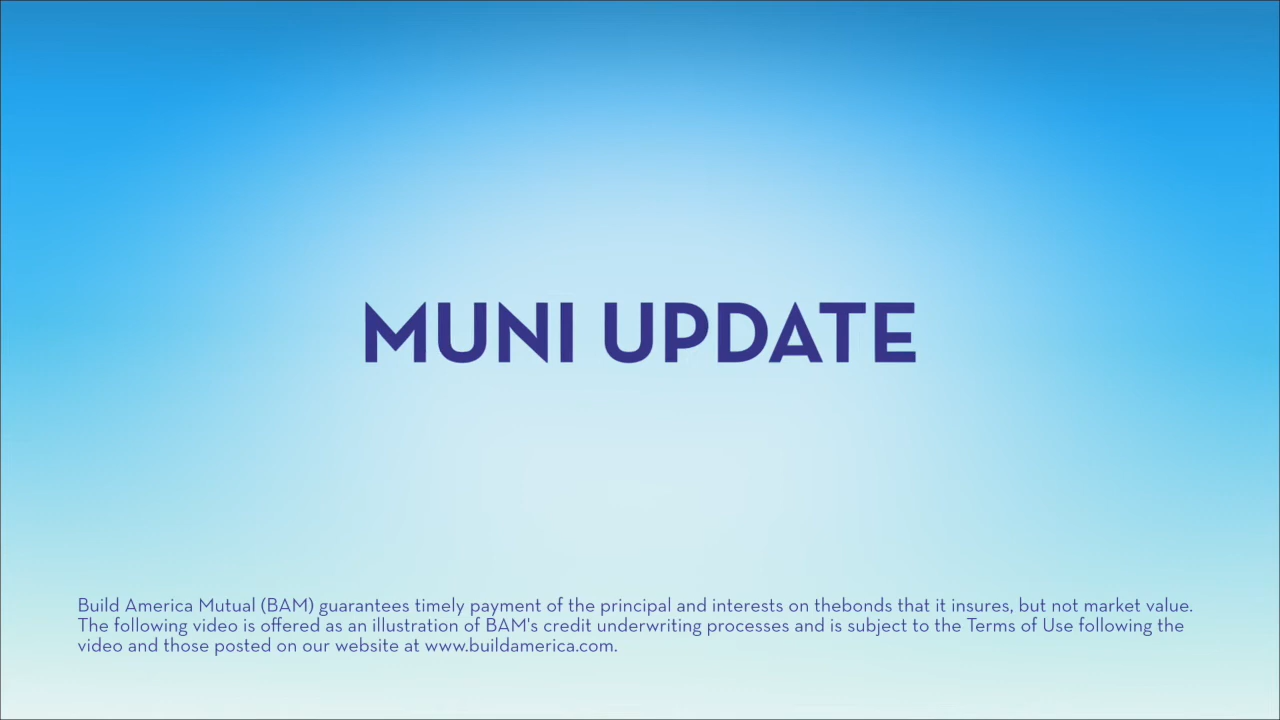 MUNI UPDATE
Build America Mutual (BAM) guarantees timely payment of the principal and interests on thebonds that it insures, but not market value.
The following video is offered as an illustration of BAM's credit underwriting processes and is subject to the Terms of Use following the
video and those posted on our website at www.buildamerica.com.